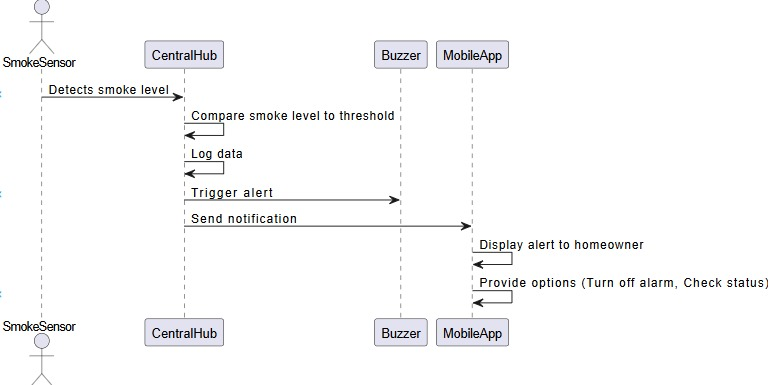 SmokeSensor
CentralHub
Buzzer
MobileApp
Detects smoke level
Compare smoke level to threshold
Log data
Trigger alert
Send notification
Display alert to homeowner
Provide options (Turn off alarm, Check status)
SmokeSensor
CentralHub
Buzzer
MobileApp